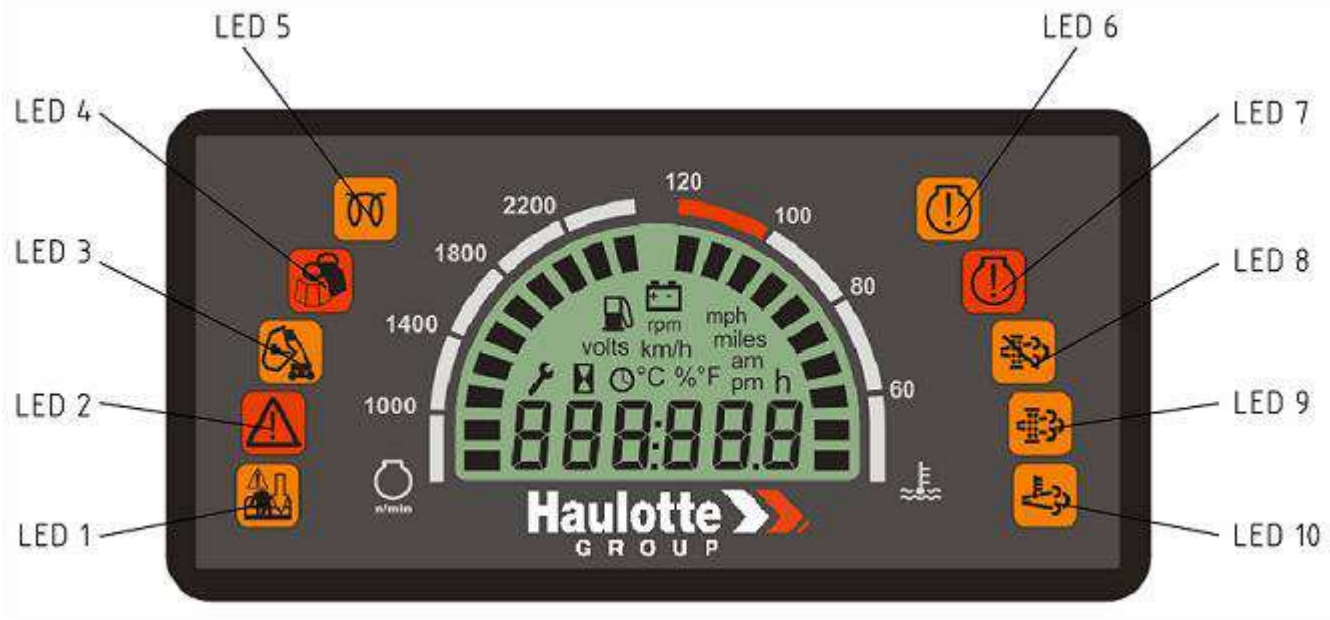 LED 5
LED 6
LED 4
LED 7
120
2200
100
LED 3
1800
LED 8
80
1400
rpm
mph
volts
km/h
miles
am
°C
%°F
pm
h
LED 2
1000
60
LED 9
888:88.8
n/min
Haulotte
GROUP
LED 1
LED 10